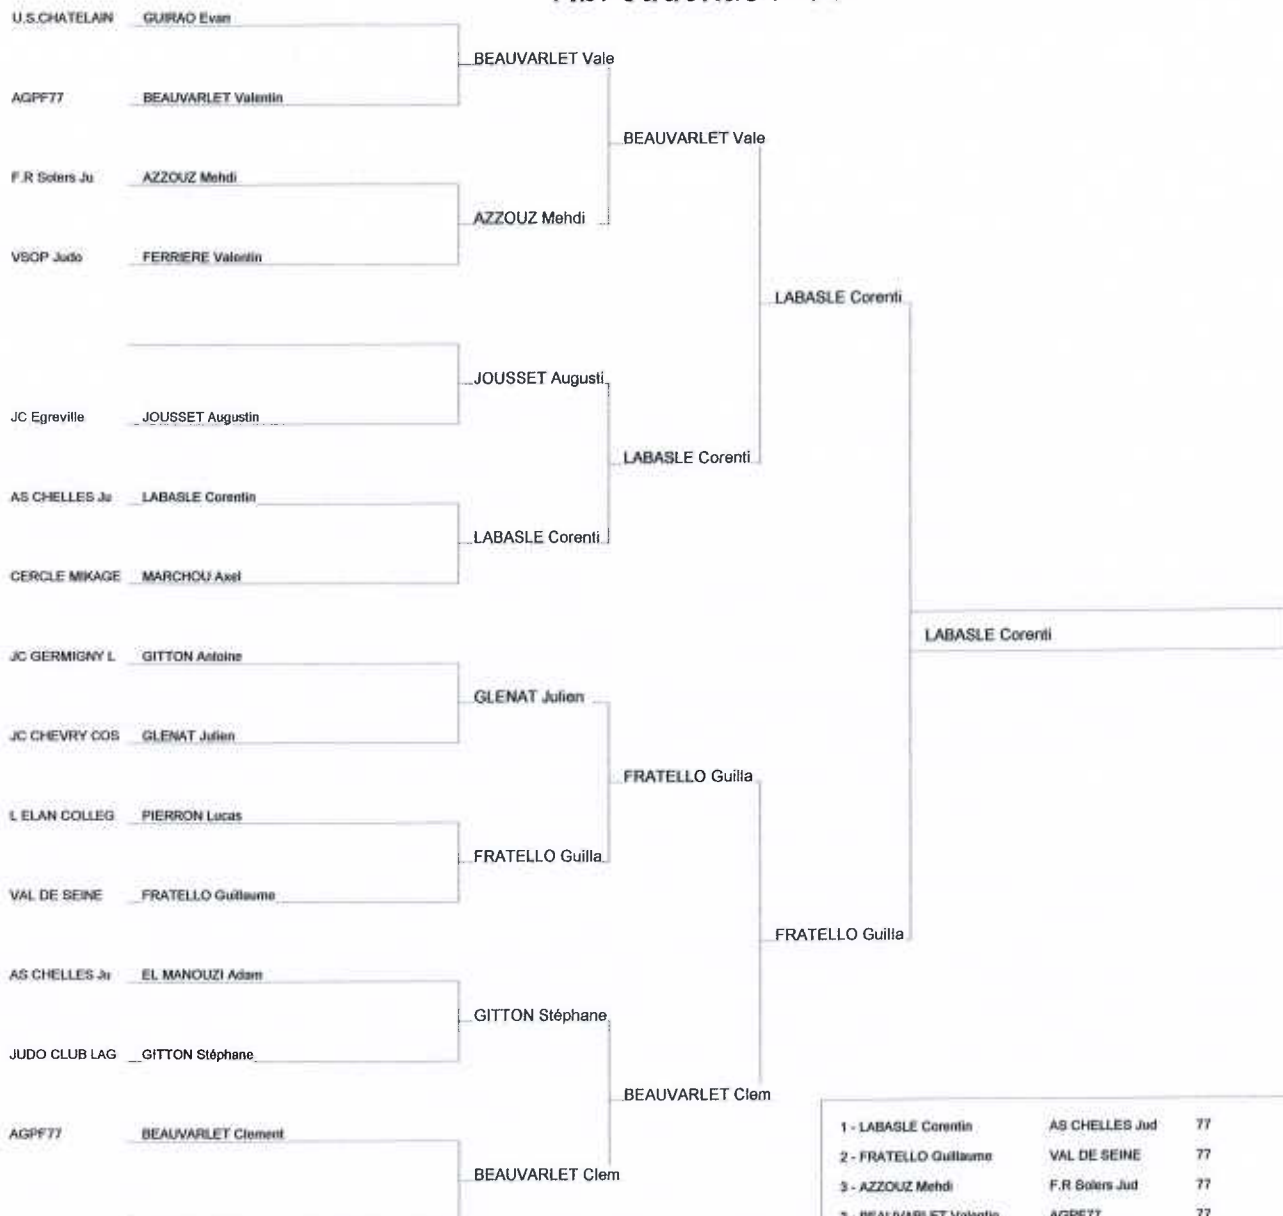 U.S.CHATELAIN GUIRAO Evan
BEAUVARLET Vale
AGPF77 BEAUVARLET Valentin
BEAUVARLET Vale
F.R Solers Ju AZZOUZ Mehdi
AZZOUZ Mehdi
VSOP Judo FERRIERE Valentin
LABASLE Corenti
JOUSSET Augusti
JC Egreville JOUSSET Augustin
LABASLE Corenti
AS CHELLES Ju LABASLE Corentin
LABASLE Corenti
CERCLE MIKAGE MARCHOU Axel
LABASLE Corenti
JC GERMIGNY L GITTON Antoine
GLENAT Julien
JC CHEVRY COS GLENAT Julien
FRATELLO Guilla
L ELAN COLLEG PIERRON Lucas
FRATELLO Guilla
VAL DE SEINE FRATELLO Guillaume
FRATELLO Guilla
AS CHELLES Ju EL MANOUZI Adam
GITTON Stéphane
JUDO CLUB LAG GITTON Stéphane
BEAUVARLET Clem
AGPF77 BEAUVARLET Clement
BEAUVARLET Clem
1 - LABASLE Corentin AS CHELLES Jud 77
2 - FRATELLO Guillaume VAL DE SEINE 77
3 - AZZOUZ Mehdi F.R Solers Jud 77
3 - BEAUVARLET Valentin AGPF77 77